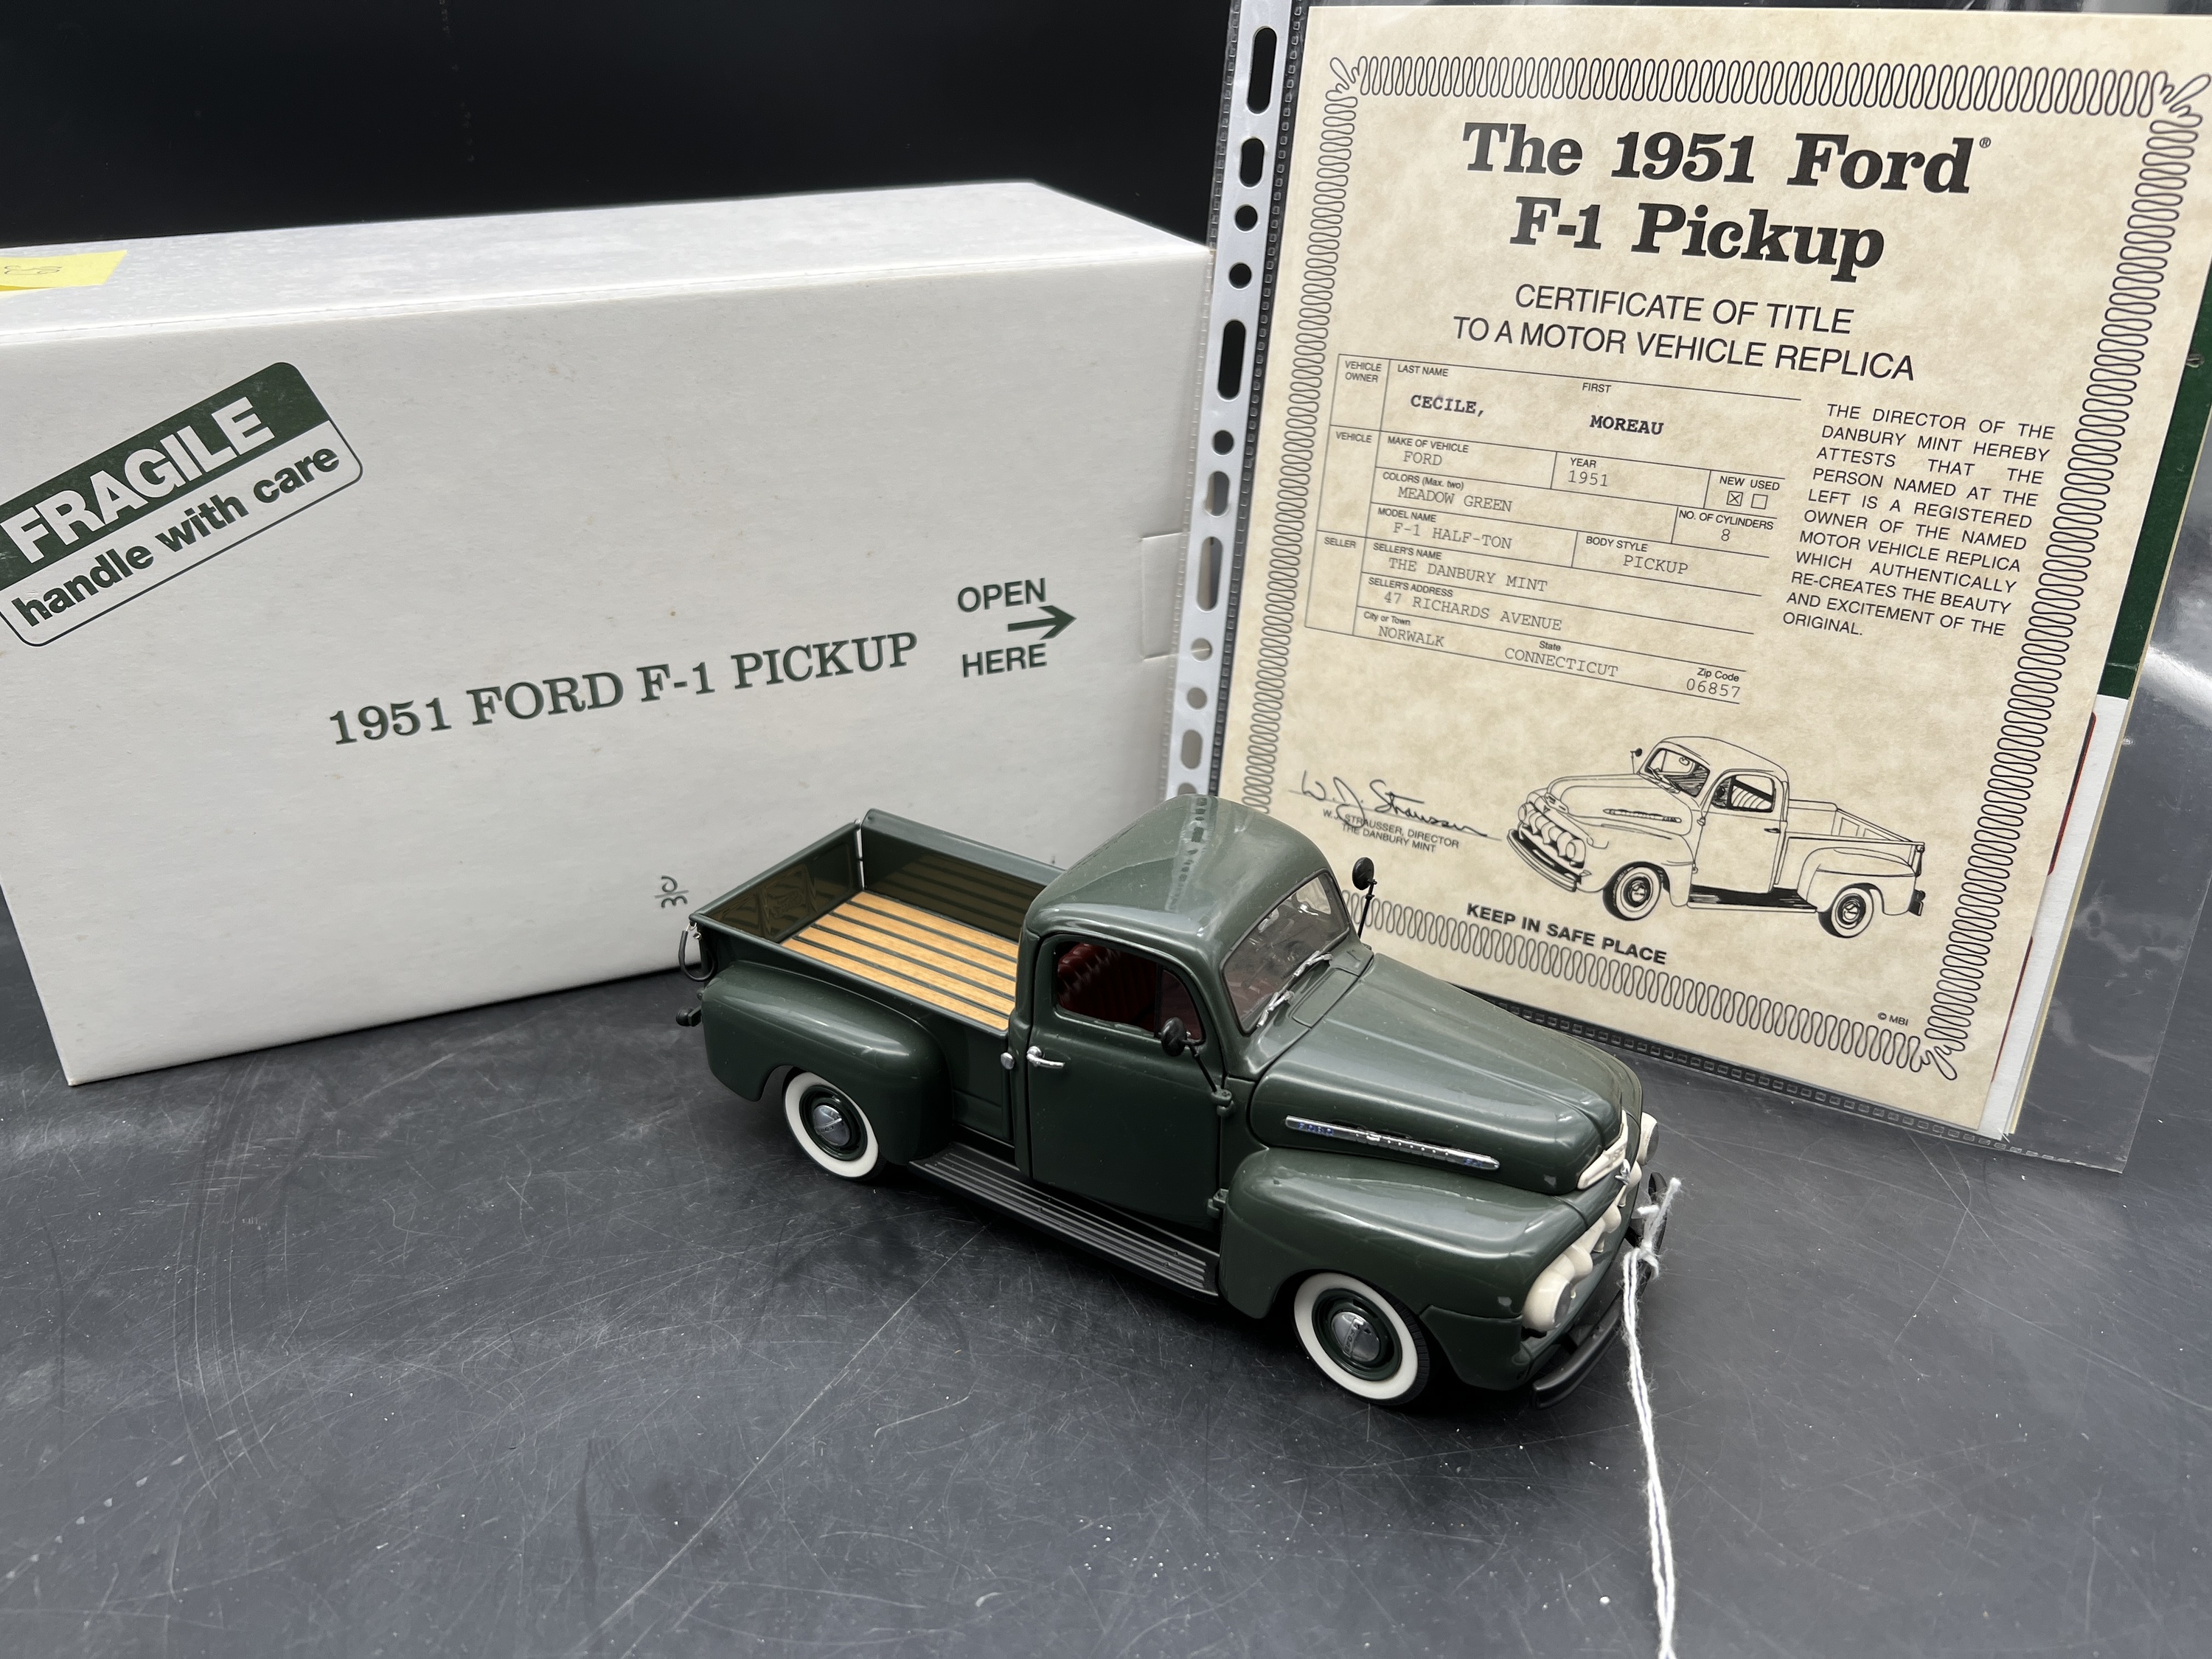 FRAGILE
handle with care
OPEN
HERE
1951 FORD F-1 PICKUP
The 1951 Ford®
F-1 Pickup
CERTIFICATE OF TITLE
TO A MOTOR VEHICLE REPLICA
VEHICLE OWNER
LAST NAME FIRST
CECILE, MOREAU
VEHICLE
MAKE OF VEHICLE YEAR NEW USED
FORD 1951
COLORS (Max. two) NO. OF CYLINDERS
MEADOW GREEN 8
MODEL NAME BODY STYLE
F-1 HALF-TON PICKUP
SELLER
SELLER'S NAME
THE DANBURY MINT
SELLER'S ADDRESS
47 RICHARDS AVENUE
City or Town State Zip Code
NORWALK CONNECTICUT 06857
THE DIRECTOR OF THE
DANBURY MINT HEREBY
ATTESTS THAT THE
PERSON NAMED AT THE
LEFT IS A REGISTERED
OWNER OF THE NAMED
MOTOR VEHICLE REPLICA
WHICH AUTHENTICALLY
RE-CREATES THE BEAUTY
AND EXCITEMENT OF THE
ORIGINAL.
W. J. Strausser
W.J. STRAUSSER, DIRECTOR
THE DANBURY MINT
KEEP IN SAFE PLACE
© MBI
FORD